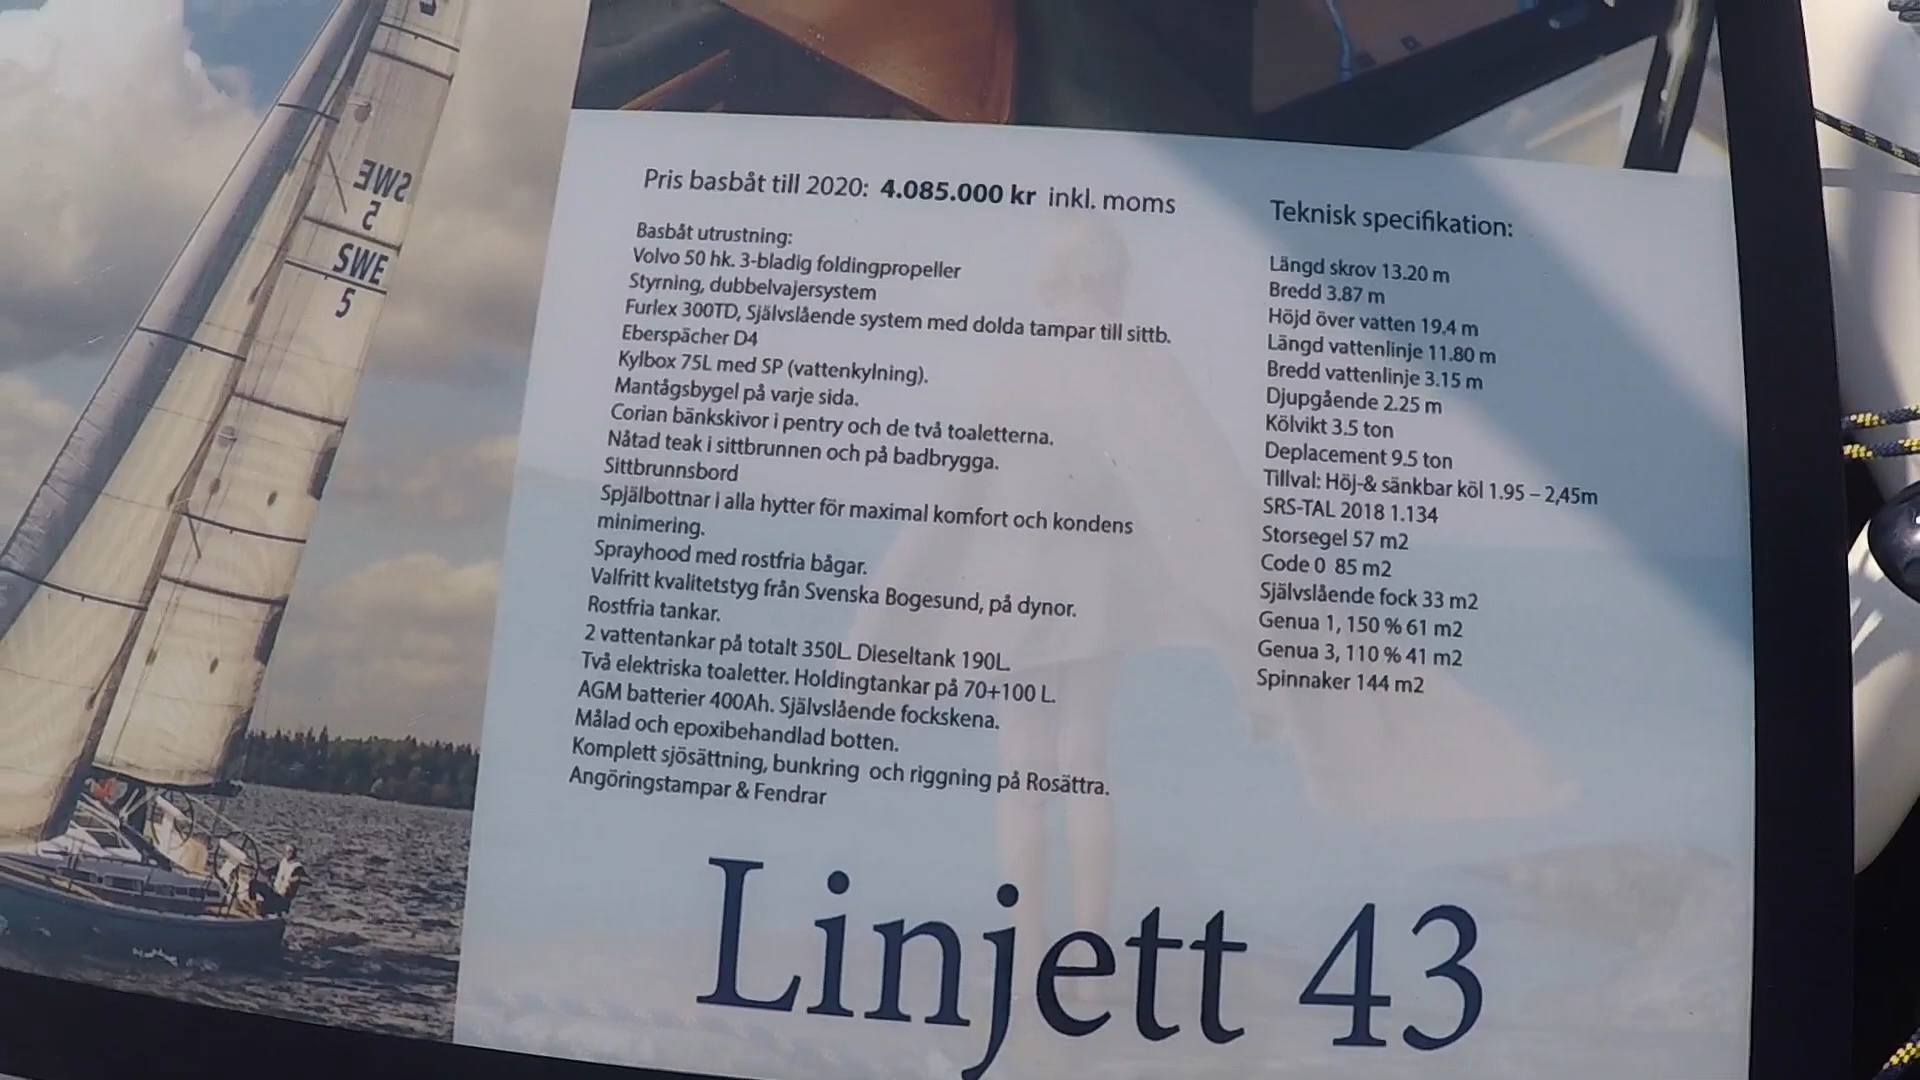 SWE
5
SWE
5
Pris basbåt till 2020: 4.085.000 kr inkl. moms
Basbåt utrustning:
Volvo 50 hk. 3-bladig foldingpropeller
Styrning, dubbelvajersystem
Furlex 300TD, Självslående system med dolda tampar till sittb.
Eberspächer D4
Kylbox 75L med SP (vattenkylning).
Mantågsbygel på varje sida.
Corian bänkskivor i pentry och de två toaletterna.
Nåtad teak i sittbrunnen och på badbrygga.
Sittbrunnsbord
Spjälbottnar i alla hytter för maximal komfort och kondens
minimering.
Sprayhood med rostfria bågar.
Valfritt kvalitetstyg från Svenska Bogesund, på dynor.
Rostfria tankar.
2 vattentankar på totalt 350L. Dieseltank 190L.
Två elektriska toaletter. Holdingtankar på 70+100 L.
AGM batterier 400Ah. Självslående fockskena.
Målad och epoxibehandlad botten.
Komplett sjösättning, bunkring och riggning på Rosättra.
Angöringstampar & Fendrar
Teknisk specifikation:
Längd skrov 13.20 m
Bredd 3.87 m
Höjd över vatten 19.4 m
Längd vattenlinje 11.80 m
Bredd vattenlinje 3.15 m
Djupgående 2.25 m
Kölvikt 3.5 ton
Deplacement 9.5 ton
Tillval: Höj-& sänkbar köl 1.95 – 2,45m
SRS-TAL 2018 1.134
Storsegel 57 m2
Code 0 85 m2
Självslående fock 33 m2
Genua 1, 150 % 61 m2
Genua 3, 110 % 41 m2
Spinnaker 144 m2
Linjett 43